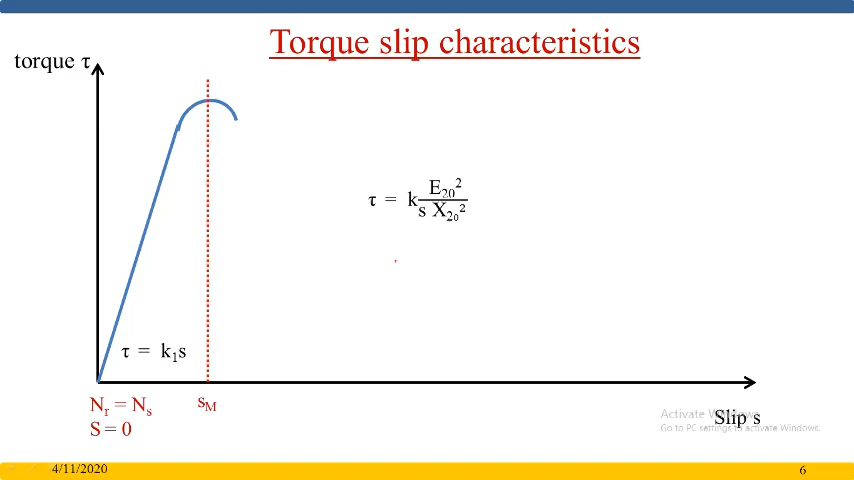 Torque slip characteristics
torque τ
τ = k E₂₀² / s X₂₀²
τ = k₁s
Nᵣ = Nₛ
S = 0
s_M
Slip s
Activate Windows
Go to PC settings to activate Windows.
4/11/2020
6